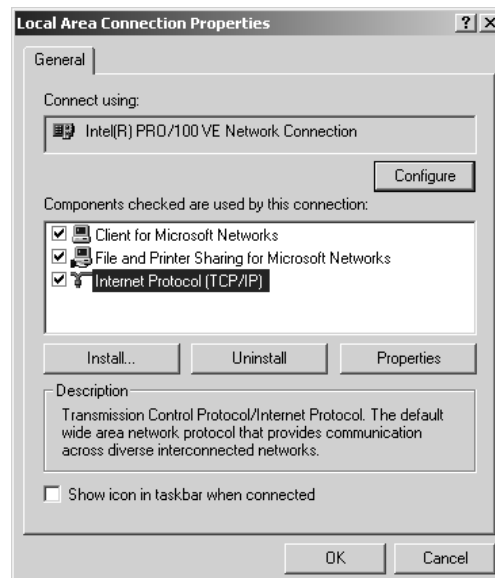 Local Area Connection Properties
General
Connect using:
Intel(R) PRO/100 VE Network Connection
Configure
Components checked are used by this connection:
Client for Microsoft Networks
File and Printer Sharing for Microsoft Networks
Internet Protocol (TCP/IP)
Install...
Uninstall
Properties
Description
Transmission Control Protocol/Internet Protocol. The default
wide area network protocol that provides communication
across diverse interconnected networks.
Show icon in taskbar when connected
OK
Cancel